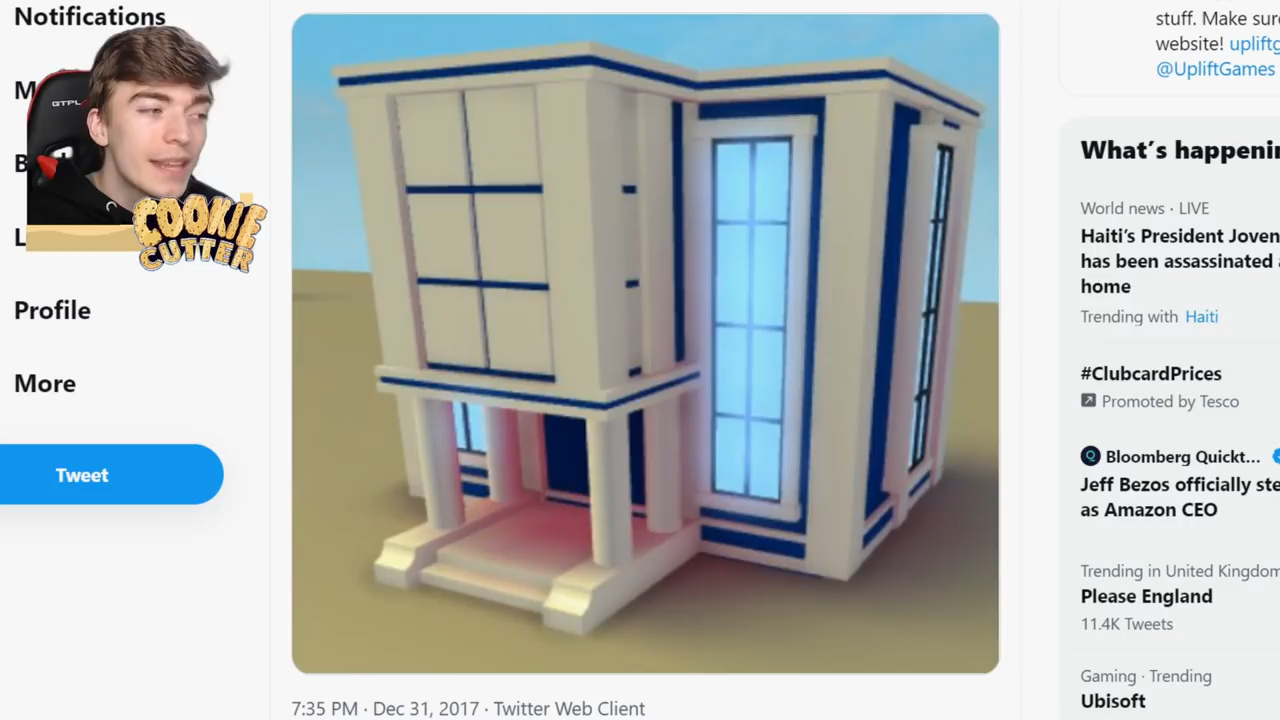 Notifications
M
B
L
Profile
More
Tweet
GTPL
COOKIE
CUTTER
7:35 PM · Dec 31, 2017 · Twitter Web Client
stuff. Make sure
website! upliftg
@UpliftGames
What's happenin
World news · LIVE
Haiti's President Joven
has been assassinated a
home
Trending with Haiti
#ClubcardPrices
Promoted by Tesco
Bloomberg Quickt...
Jeff Bezos officially ste
as Amazon CEO
Trending in United Kingdom
Please England
11.4K Tweets
Gaming · Trending
Ubisoft